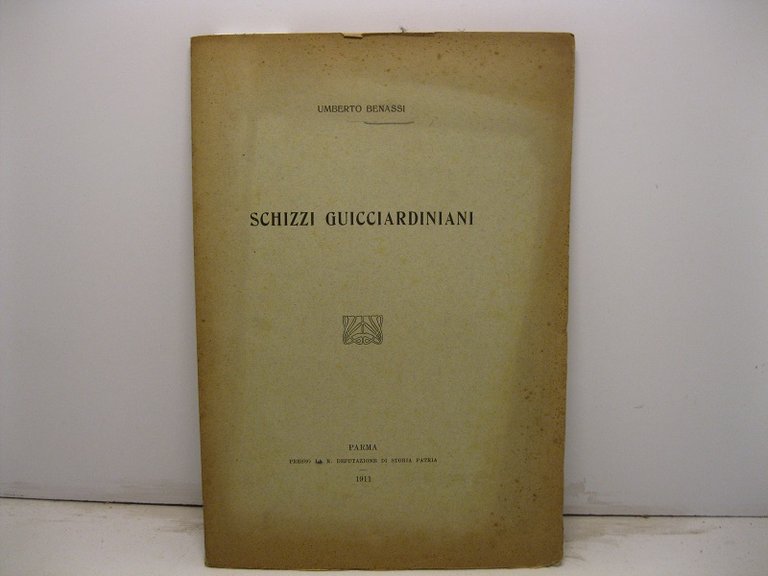 UMBERTO BENASSI
SCHIZZI GUICCIARDINIANI
PARMA
PRESSO LA R. DEPUTAZIONE DI STORIA PATRIA
1911